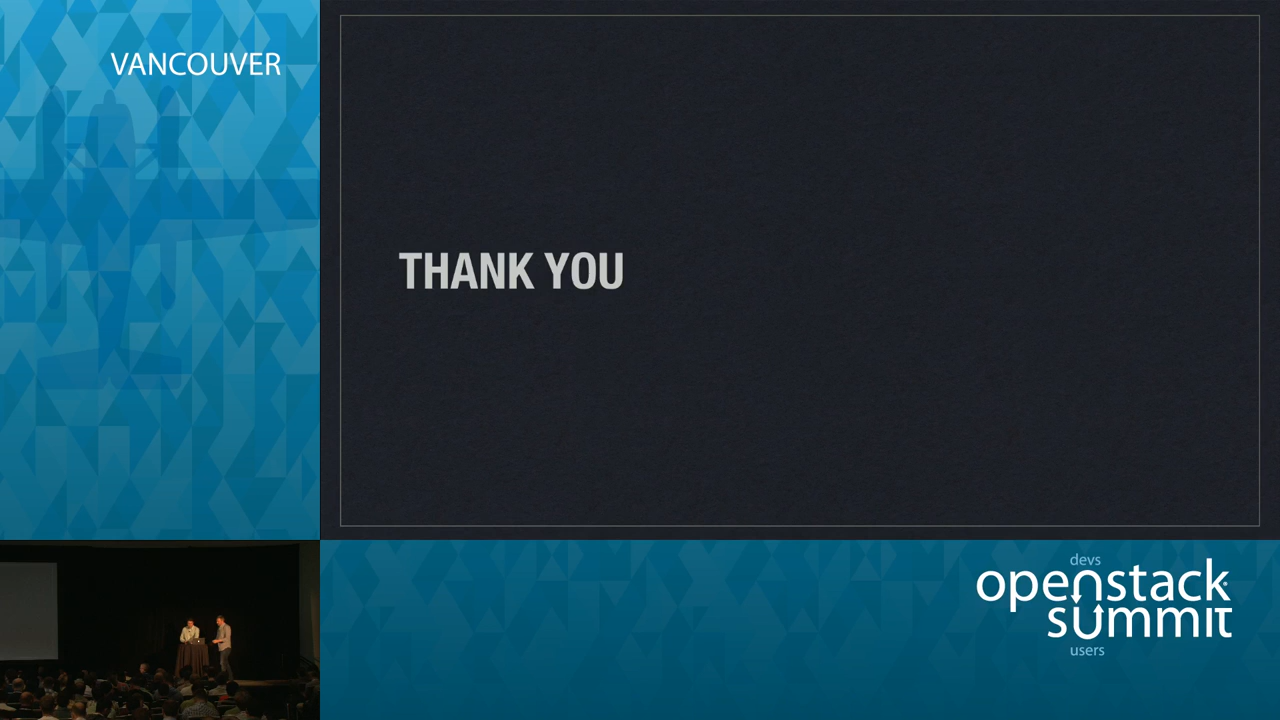 VANCOUVER
THANK YOU
devs
openstack
summit
users